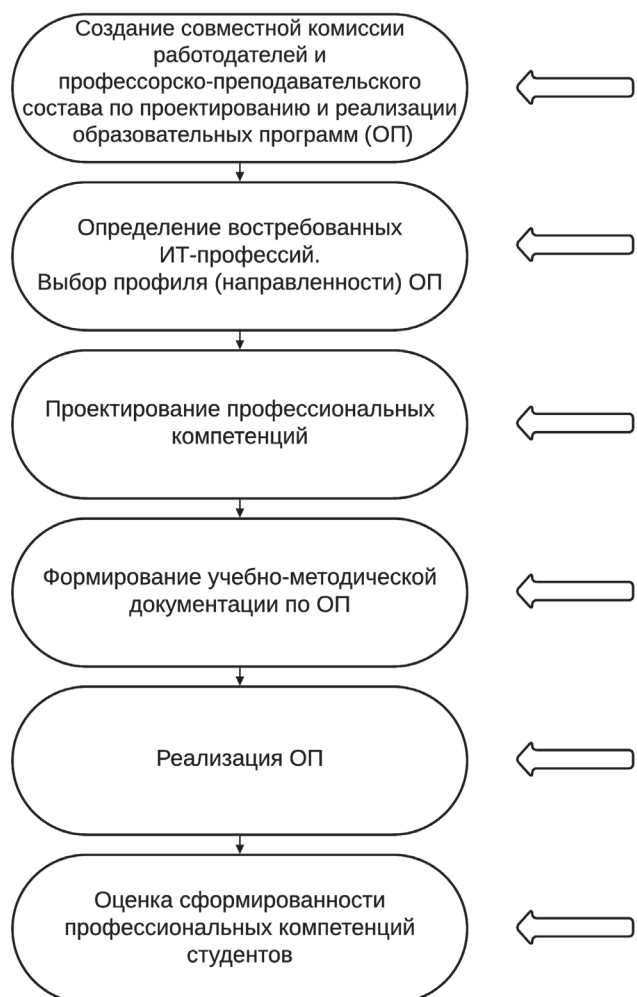 Создание совместной комиссии
работодателей и
профессорско-преподавательского
состава по проектированию и реализации
образовательных программ (ОП)
Определение востребованных
ИТ-профессий.
Выбор профиля (направленности) ОП
Проектирование профессиональных
компетенций
Формирование учебно-методической
документации по ОП
Реализация ОП
Оценка сформированности
профессиональных компетенций
студентов